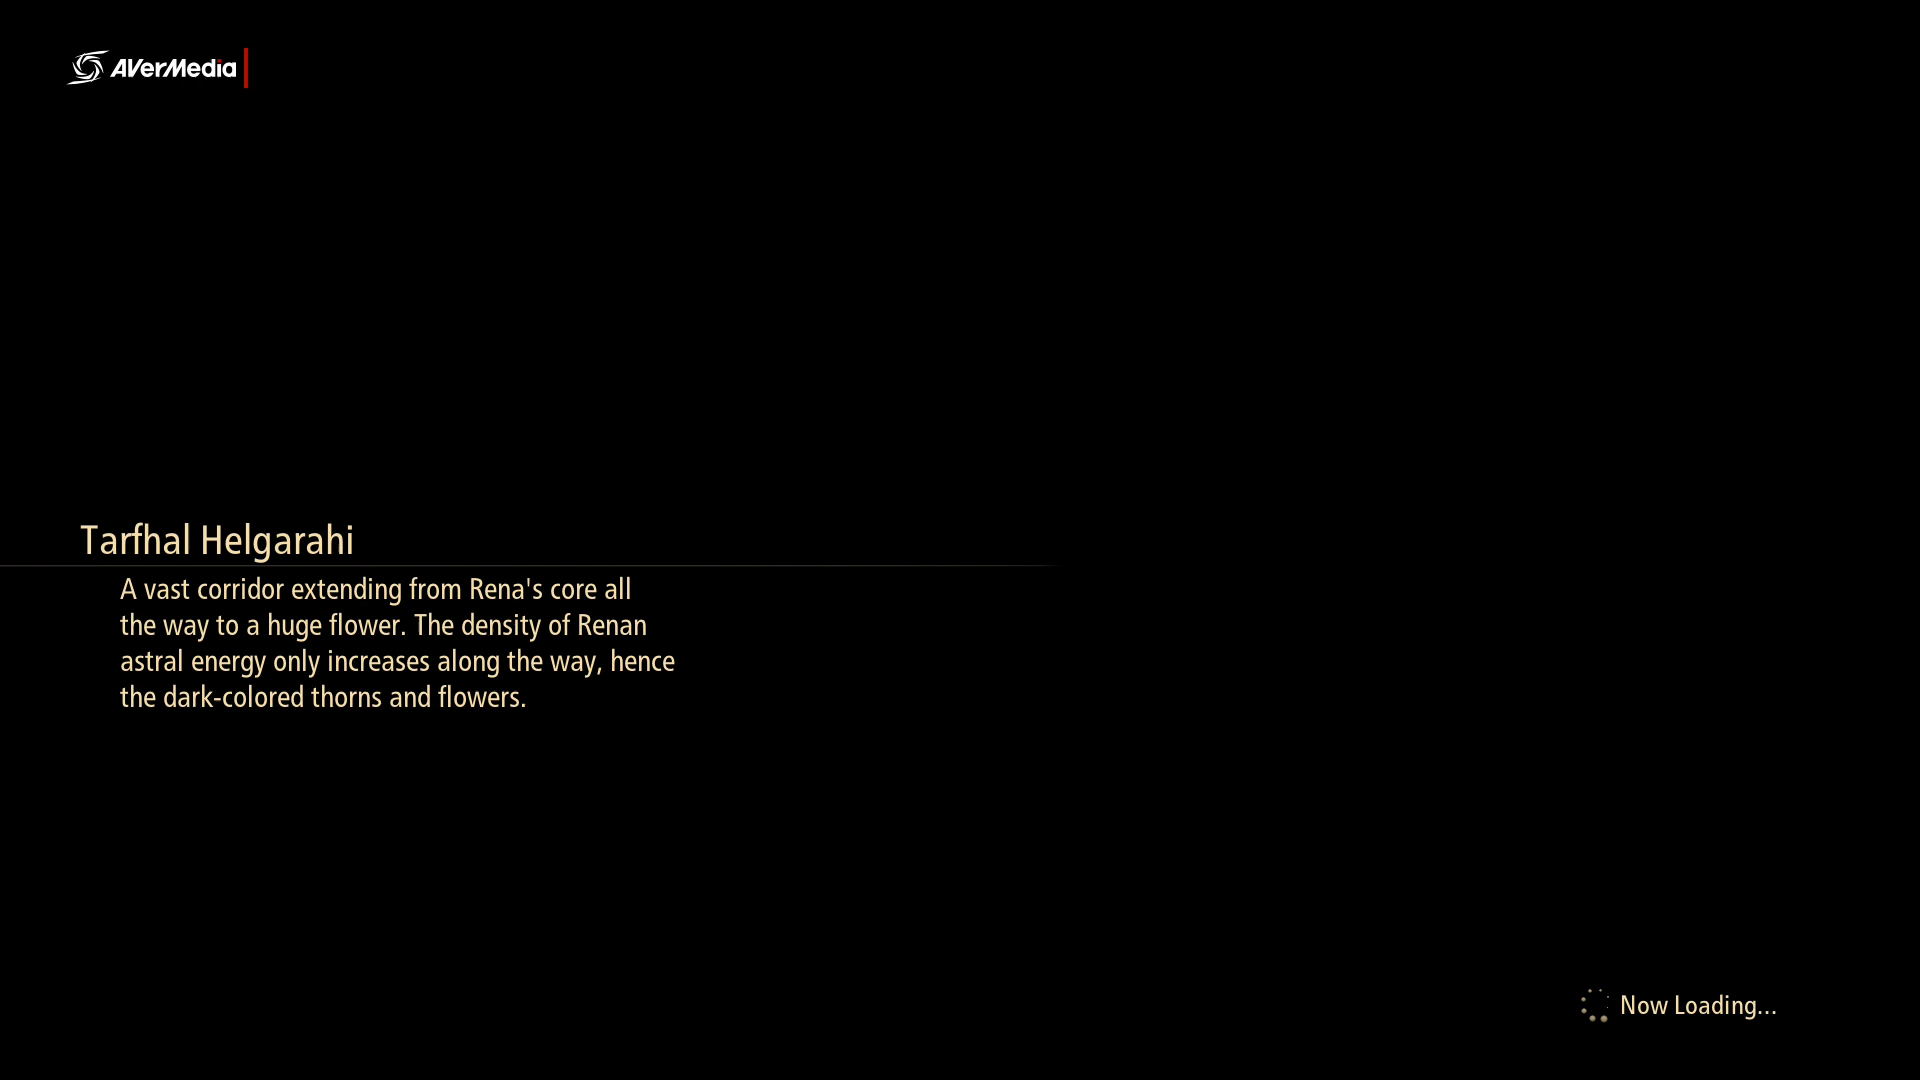 AVerMedia
Tarfhal Helgarahi
A vast corridor extending from Rena's core all
the way to a huge flower. The density of Renan
astral energy only increases along the way, hence
the dark-colored thorns and flowers.
Now Loading...